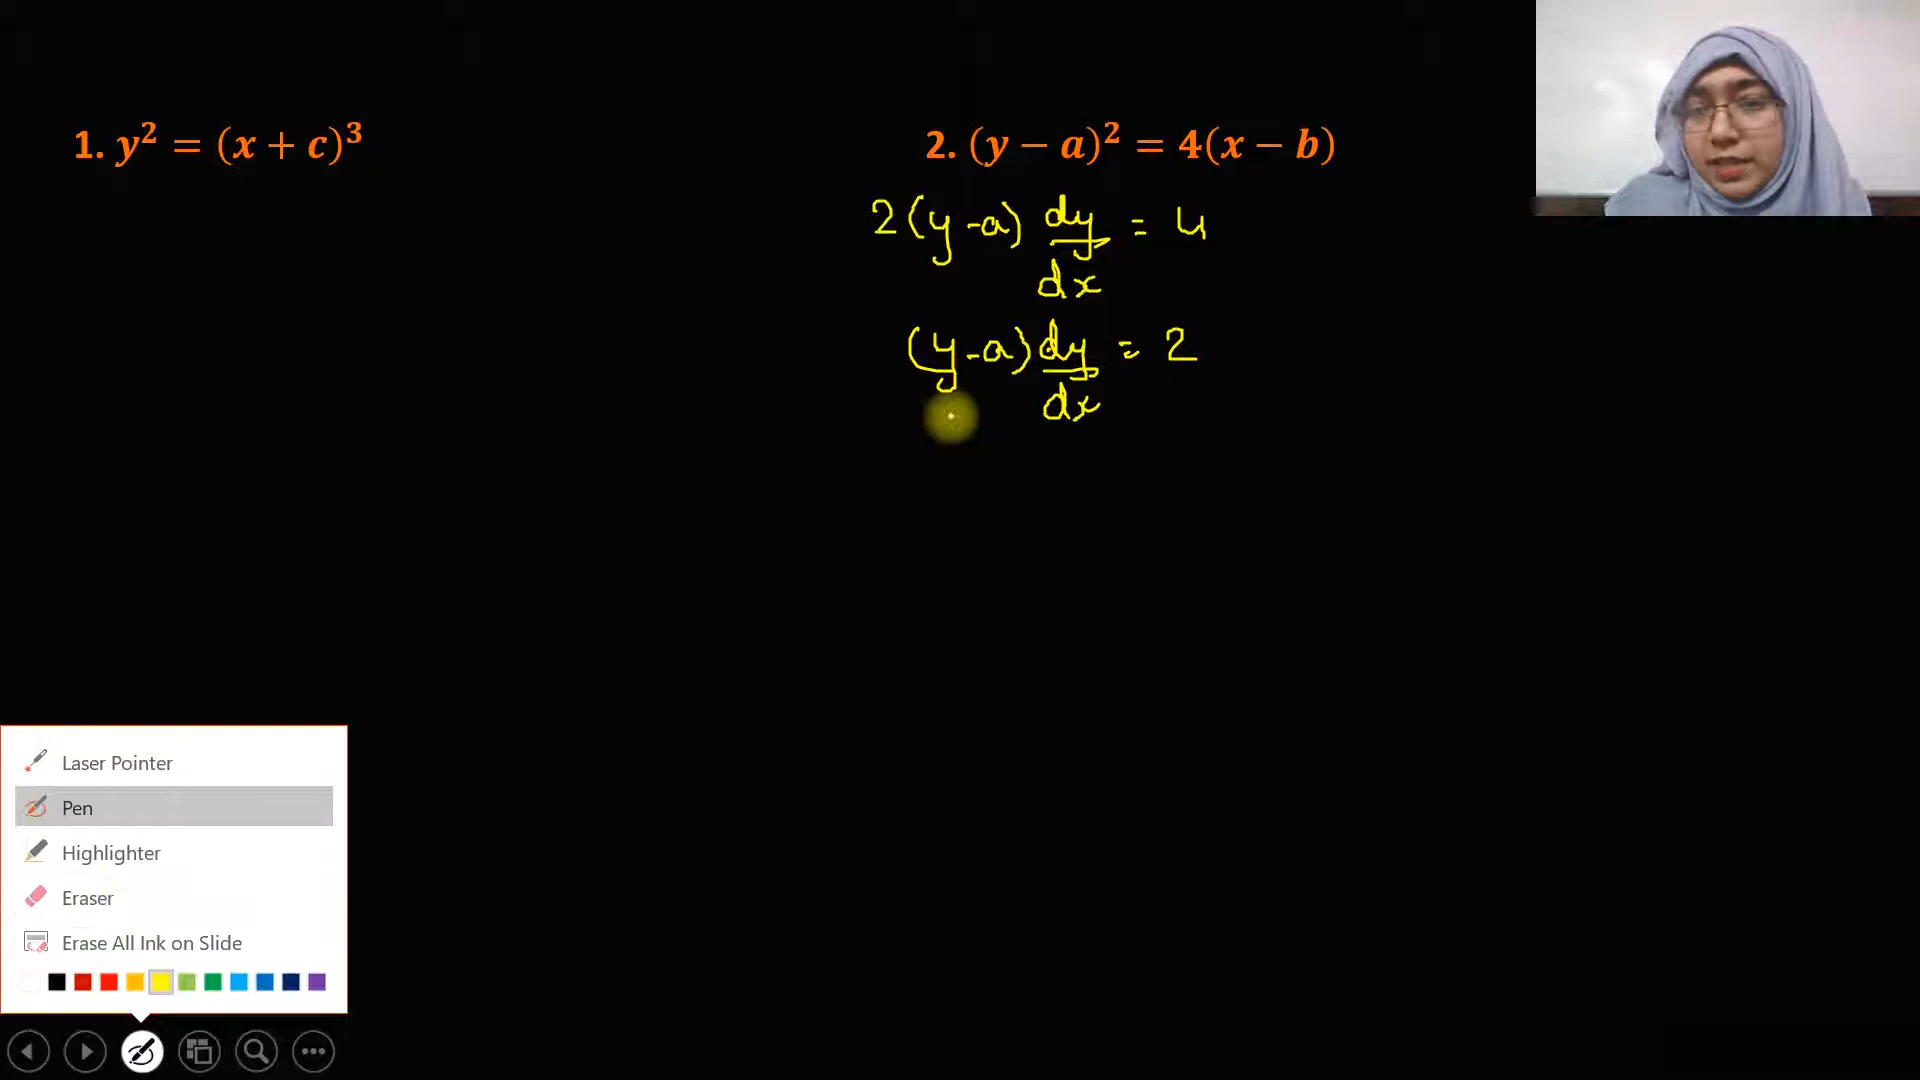 1. y² = (x + c)³
2. (y − a)² = 4(x − b)
2(y-a) dy/dx = 4
(y-a) dy/dx = 2
Laser Pointer
Pen
Highlighter
Eraser
Erase All Ink on Slide